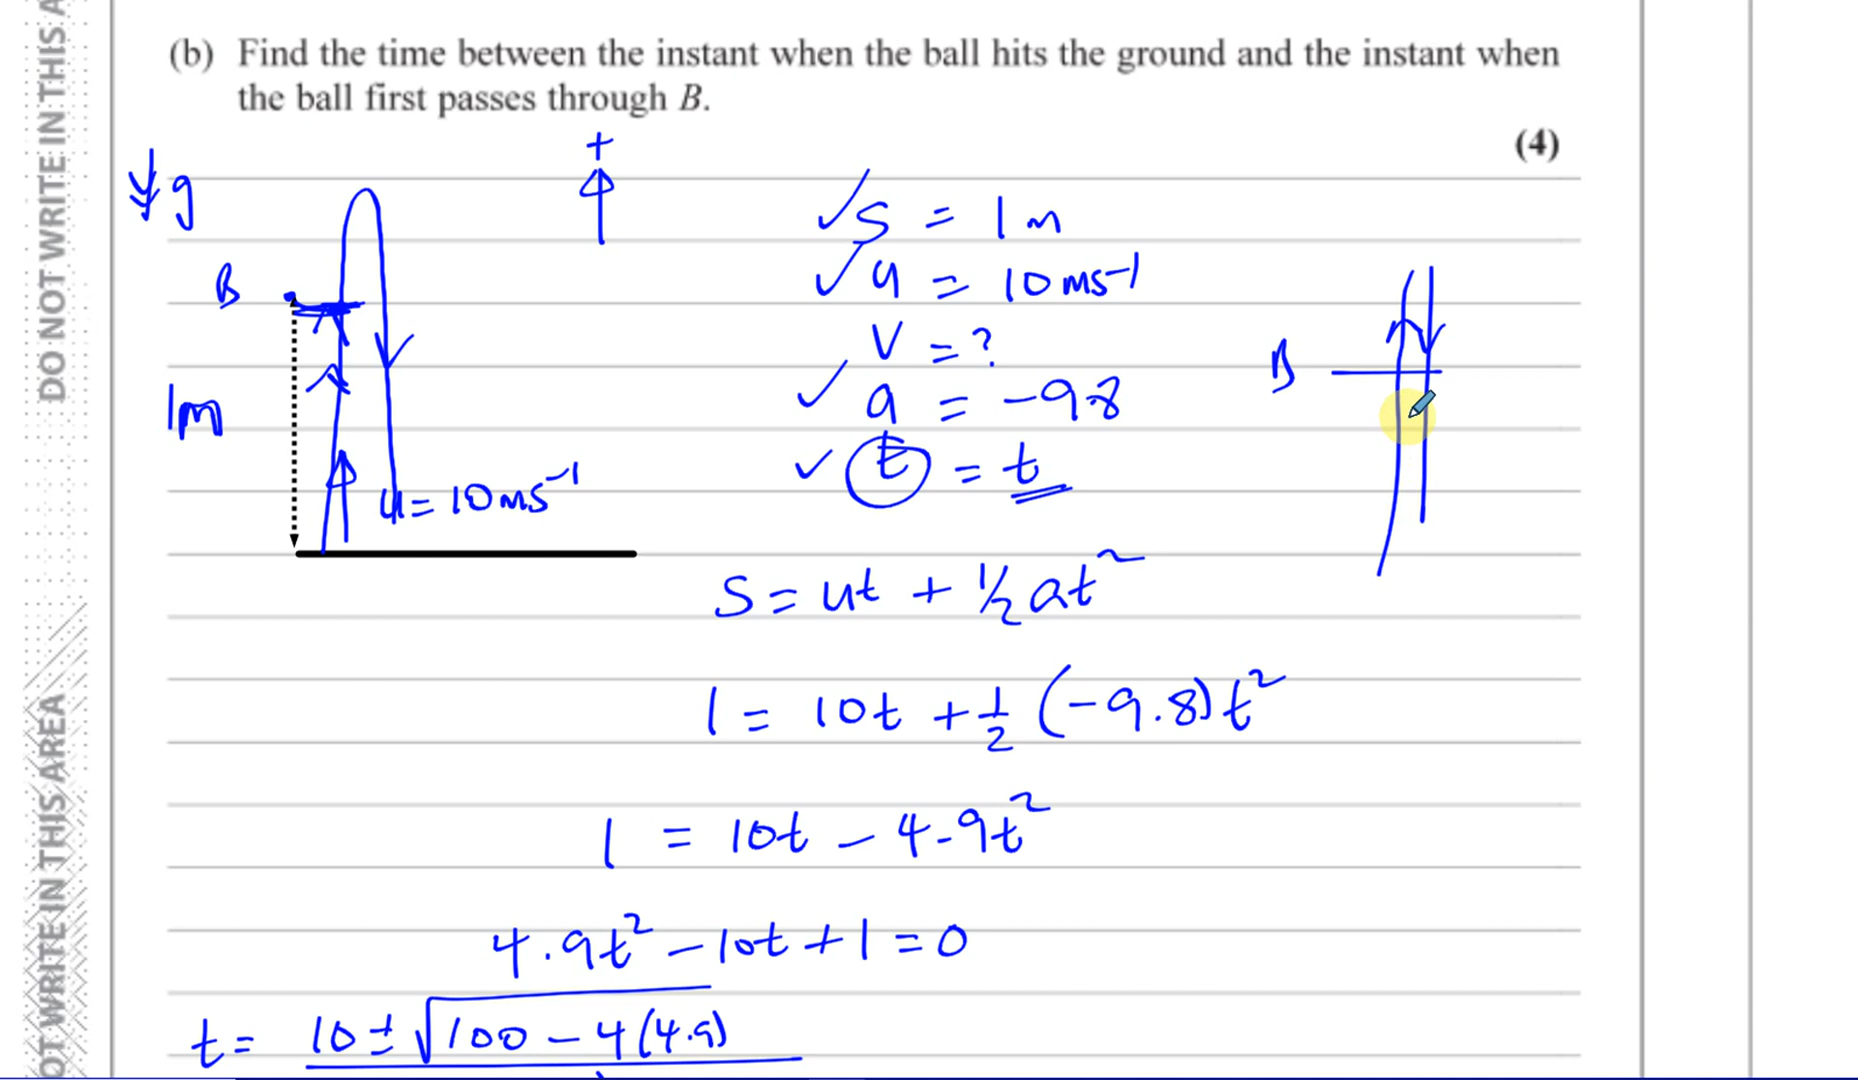 DO NOT WRITE IN THIS A
OT WRITE IN THIS AREA
(b) Find the time between the instant when the ball hits the ground and the instant when
the ball first passes through B.
(4)
g
+
B
1m
u = 10ms⁻¹
S = 1m
u = 10ms⁻¹
V = ?
a = -9.8
t = t
B
S = ut + ½at²
1 = 10t + 1/2 (-9.8)t²
1 = 10t - 4.9t²
4.9t² - 10t + 1 = 0
t = 10 ± √100 - 4(4.9)